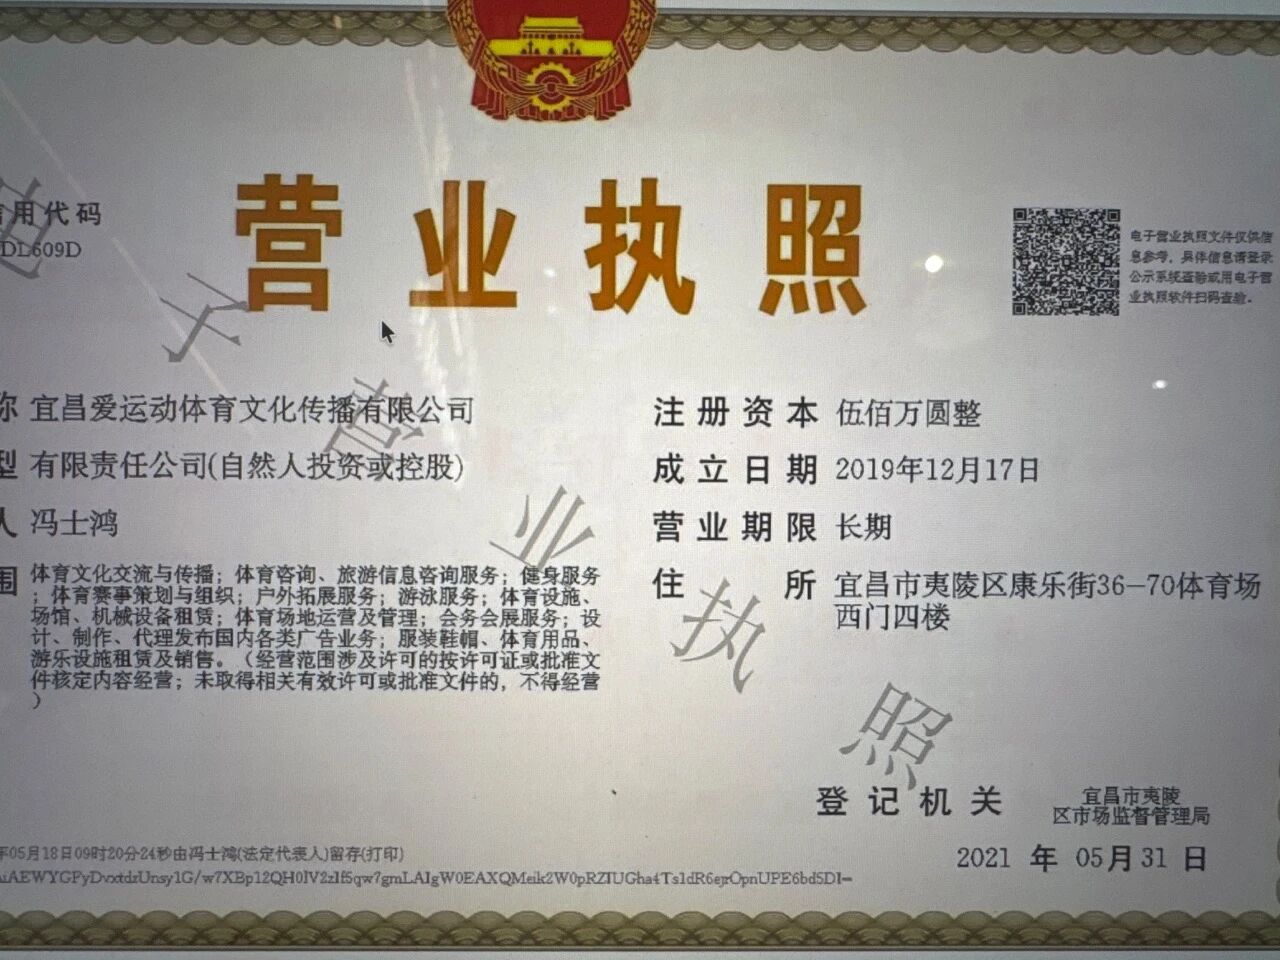 营业执照
信用代码
DL609D
电子营业执照文件仅供信
息参考，具体信息请登录
公示系统查验或用电子营
业执照软件扫码查验。
称 宜昌爱运动体育文化传播有限公司
型 有限责任公司(自然人投资或控股)
人 冯士鸿
围 体育文化交流与传播；体育咨询、旅游信息咨询服务；健身服务
；体育赛事策划与组织；户外拓展服务；游泳服务；体育设施、
场馆、机械设备租赁；体育场地运营及管理；会务会展服务；设
计、制作、代理发布国内各类广告业务；服装鞋帽、体育用品、
游乐设施租赁及销售。（经营范围涉及许可的按许可证或批准文
件核定内容经营；未取得相关有效许可或批准文件的，不得经营
）
注册资本 伍佰万圆整
成立日期 2019年12月17日
营业期限 长期
住所 宜昌市夷陵区康乐街36—70体育场
西门四楼
电子营业执照
登记机关
宜昌市夷陵
区市场监督管理局
2021 年 05月 31 日
年05月18日09时20分24秒由冯士鸿(法定代表人)留存(打印)